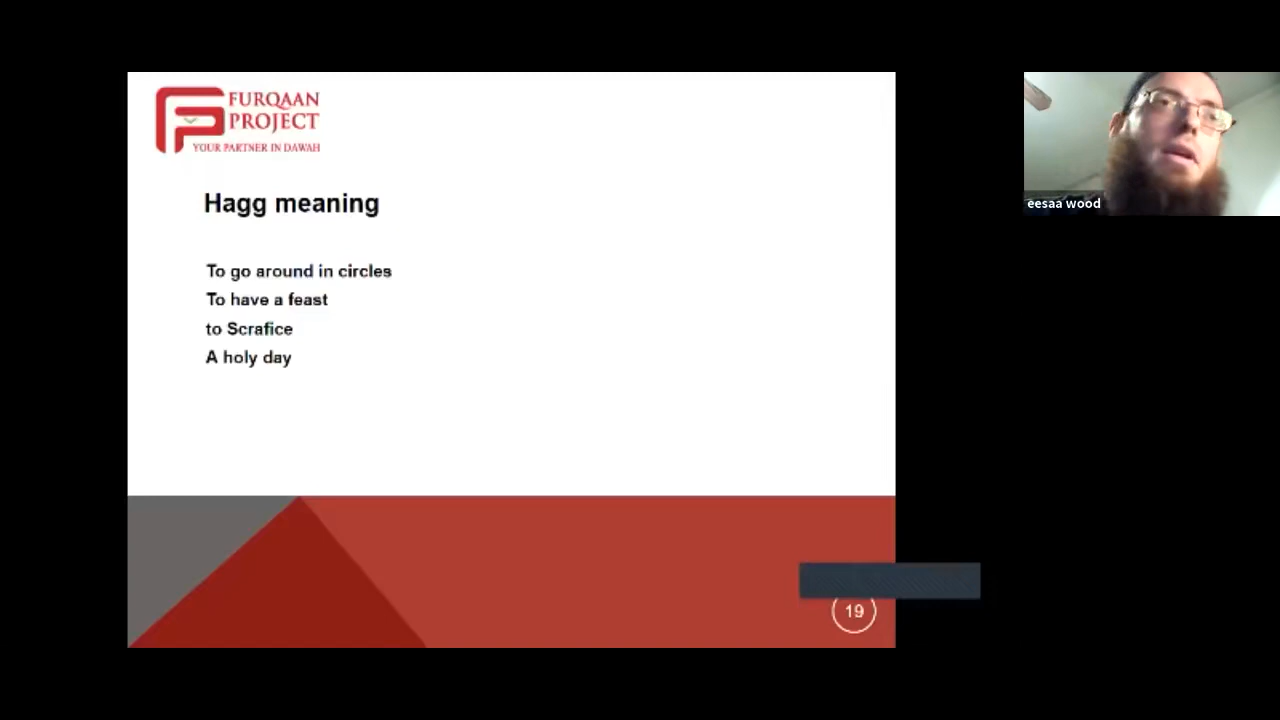 FURQAAN
PROJECT
YOUR PARTNER IN DAWAH
Hagg meaning
To go around in circles
To have a feast
to Scrafice
A holy day
19
eesaa wood